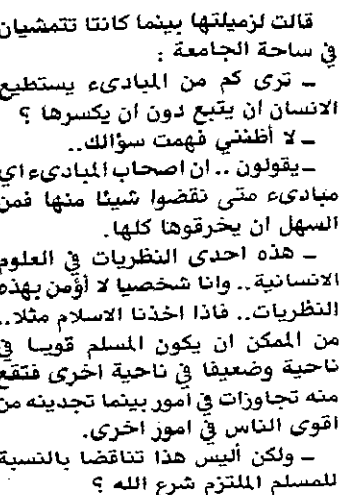 قالت لزميلتها بينما كانتا تتمشيان
في ساحة الجامعة :
ـ ترى كم من المبادىء يستطيع
الانسان ان يتبع دون ان يكسرها ؟
ـ لا أظنني فهمت سؤالك..
ـ يقولون .. ان اصحاب المبادىء اي
مبادىء متى نقضوا شيئا منها فمن
السهل ان يخرقوها كلها.
ـ هذه احدى النظريات في العلوم
الانسانية .. وانا شخصيا لا أؤمن بهذه
النظريات.. فاذا اخذنا الاسلام مثلا..
من الممكن ان يكون المسلم قويا في
ناحية وضعيفا في ناحية اخرى فتقع
منه تجاوزات في امور بينما تجدينه من
أقوى الناس في امور اخرى.
ـ ولكن أليس هذا تناقضا بالنسبة
للمسلم الملتزم شرع الله ؟